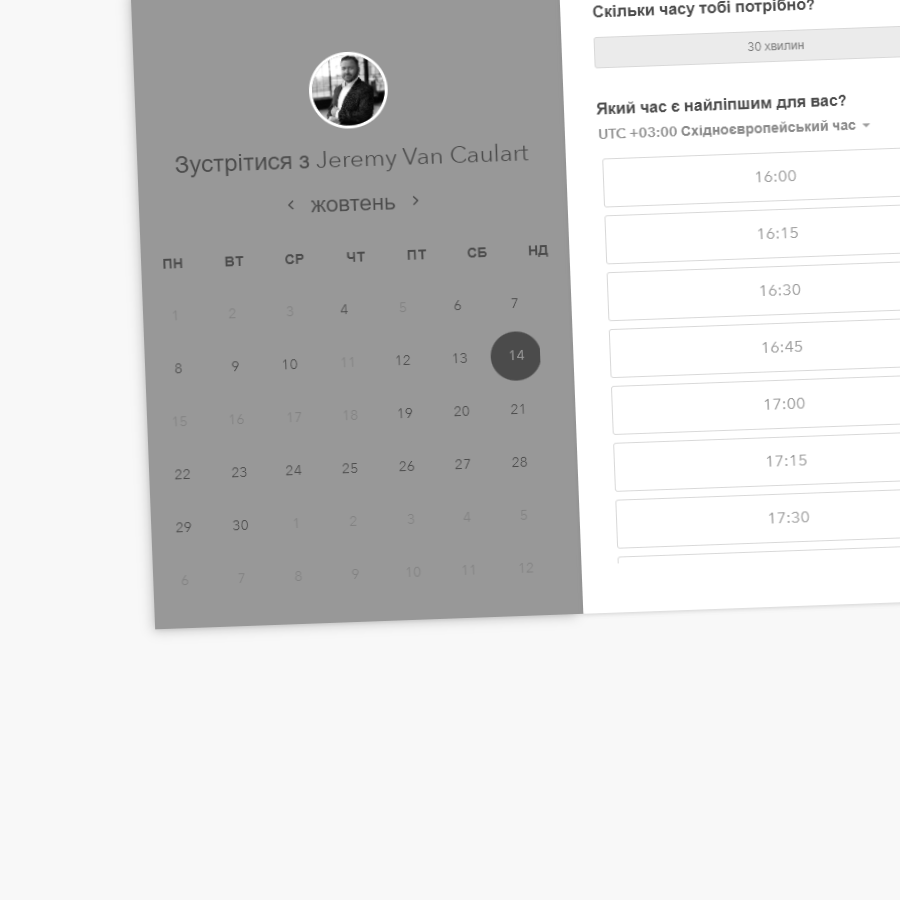 Зустрітися з Jeremy Van Caulart
‹ жовтень ›
ПН ВТ СР ЧТ ПТ СБ НД
1 2 3 4 5 6 7
8 9 10 11 12 13 14
15 16 17 18 19 20 21
22 23 24 25 26 27 28
29 30 1 2 3 4 5
6 7 8 9 10 11 12
Скільки часу тобі потрібно?
30 хвилин
Який час є найліпшим для вас?
UTC +03:00 Східноєвропейський час
16:00
16:15
16:30
16:45
17:00
17:15
17:30